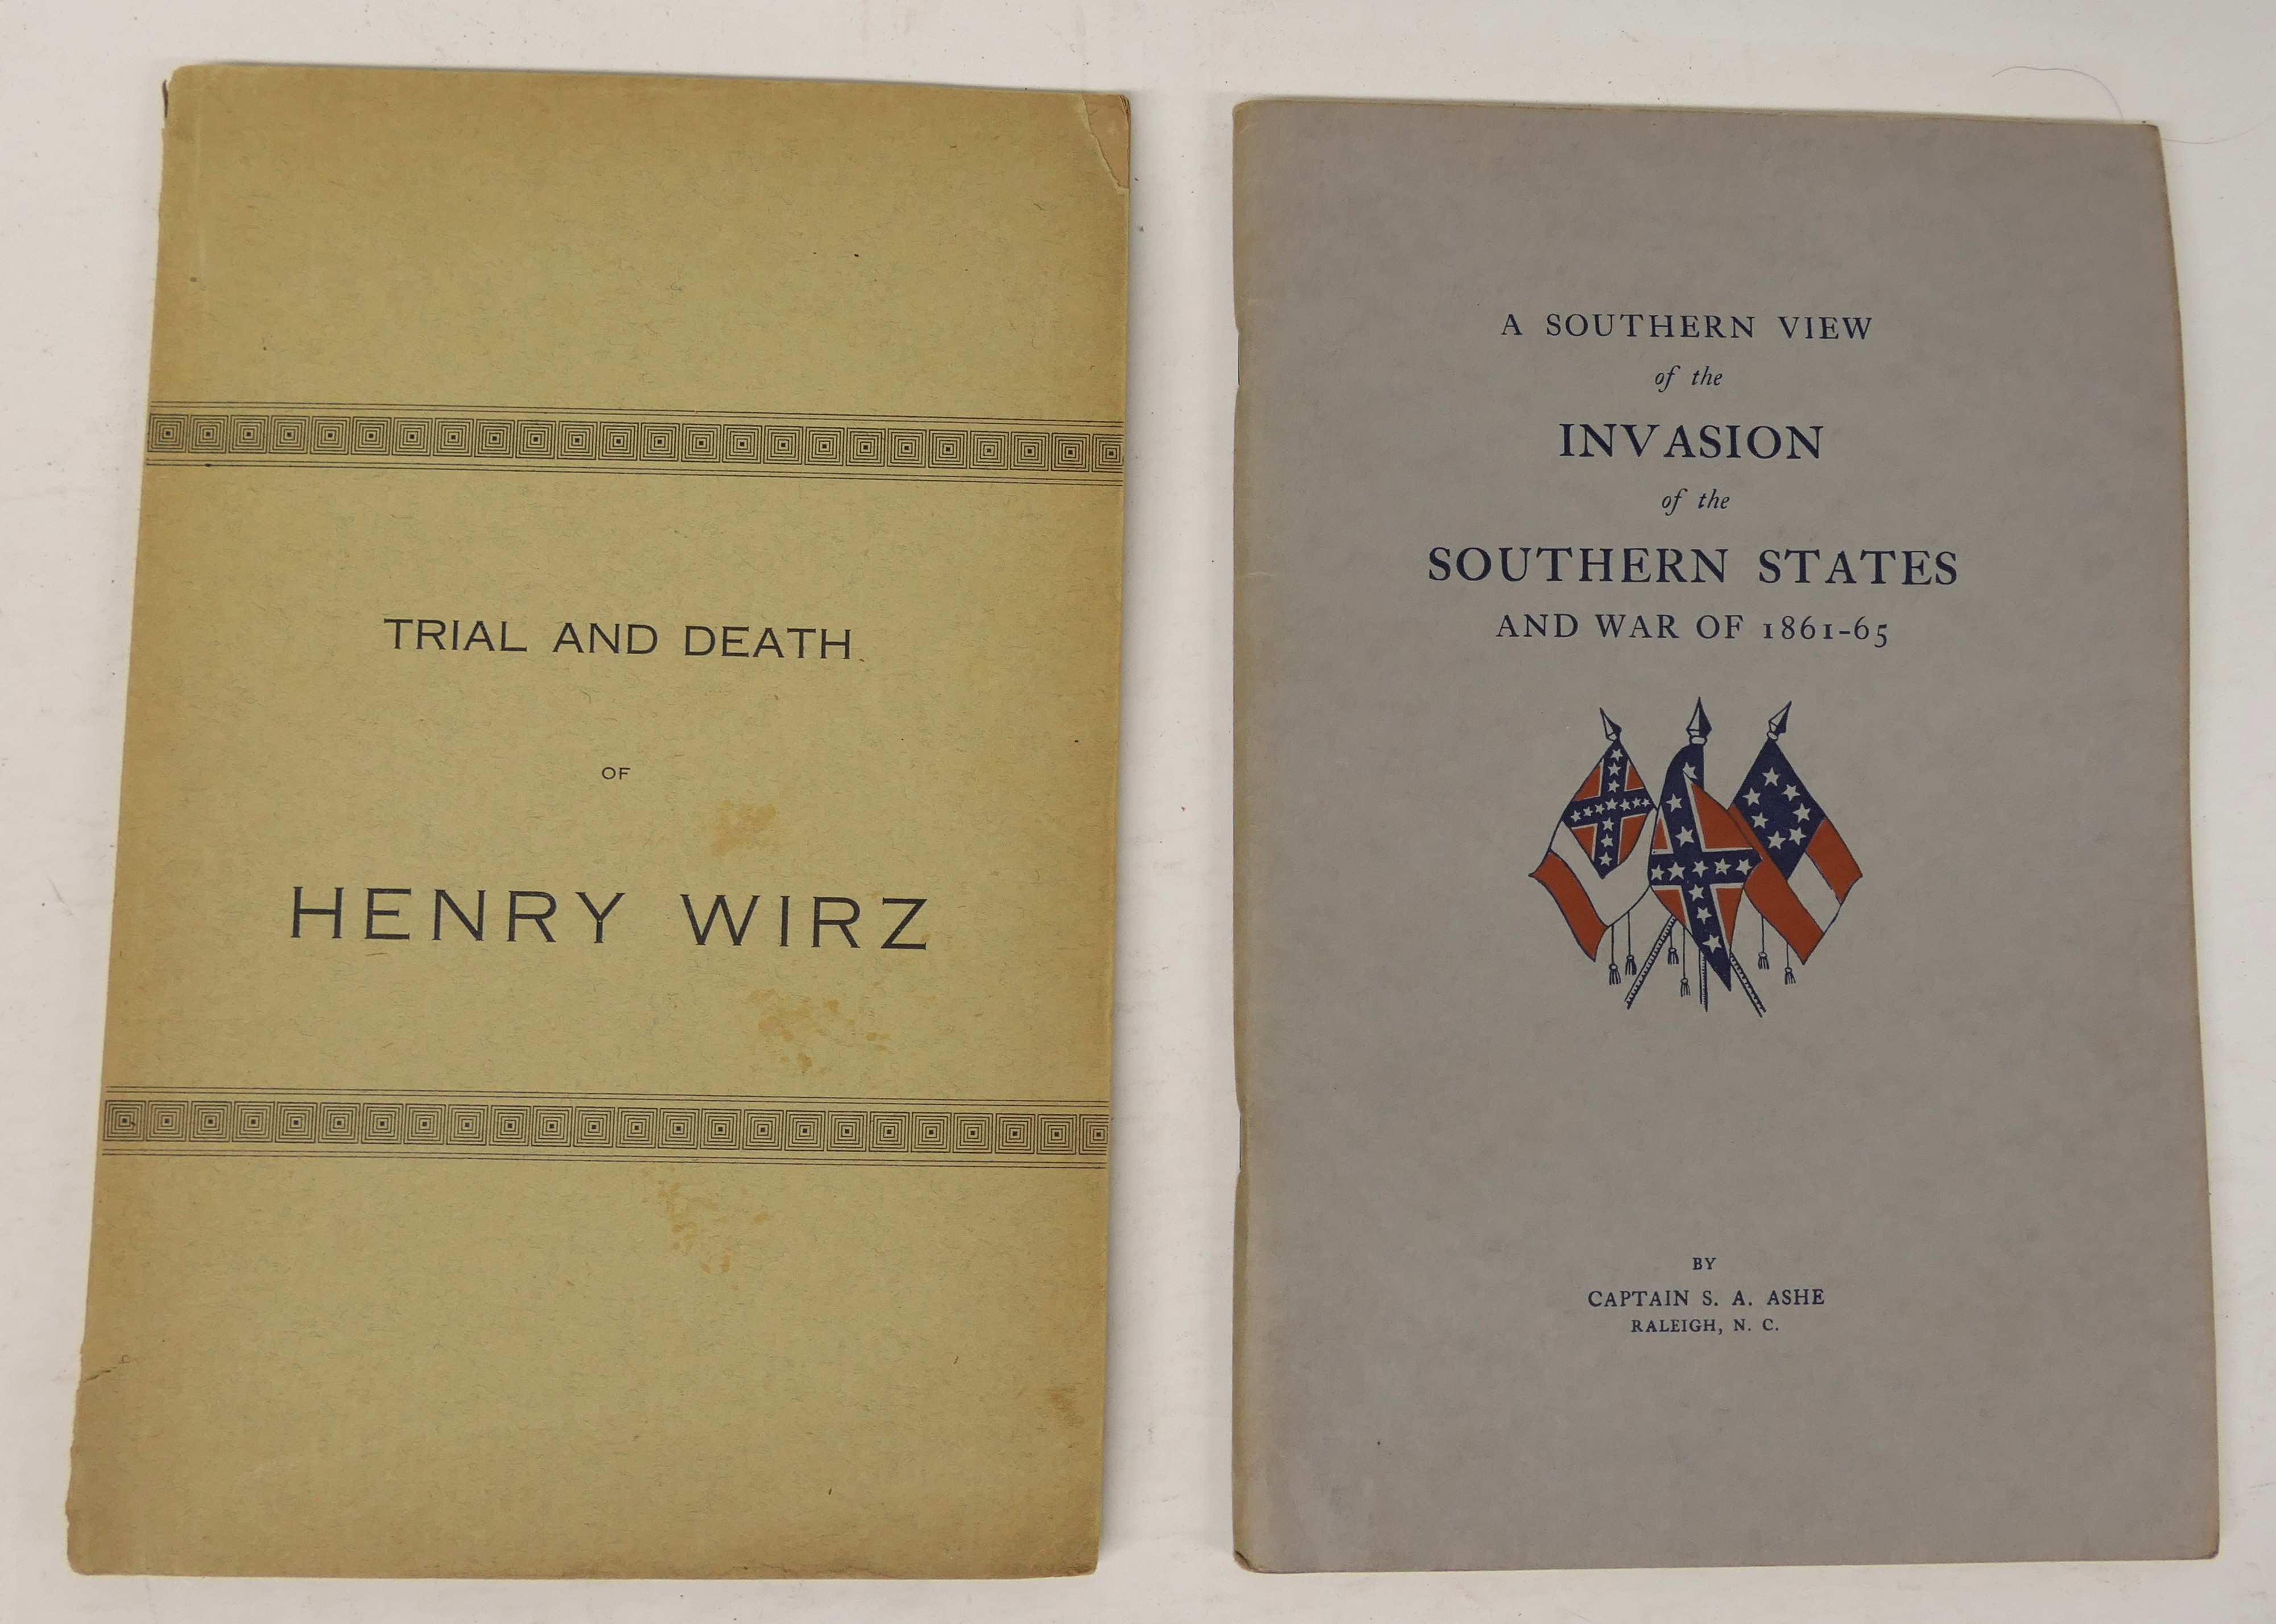 TRIAL AND DEATH
OF
HENRY WIRZ
A SOUTHERN VIEW
of the
INVASION
of the
SOUTHERN STATES
AND WAR OF 1861-65
BY
CAPTAIN S. A. ASHE
RALEIGH, N. C.